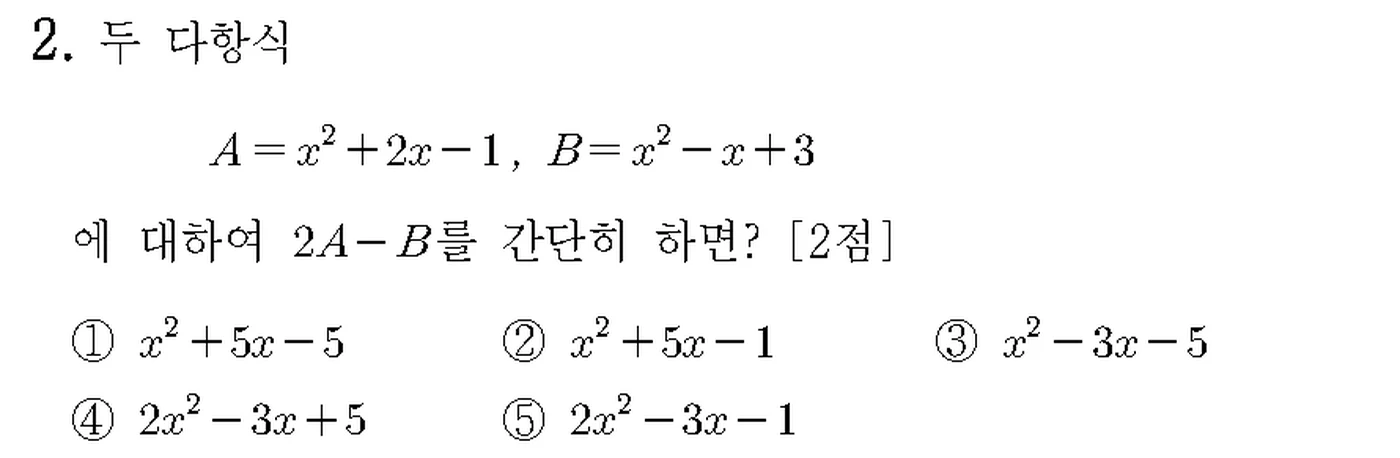 2. 두 다항식
A=x²+2x-1, B=x²-x+3
에 대하여 2A-B를 간단히 하면? [2점]
① x²+5x-5 ② x²+5x-1 ③ x²-3x-5
④ 2x²-3x+5 ⑤ 2x²-3x-1